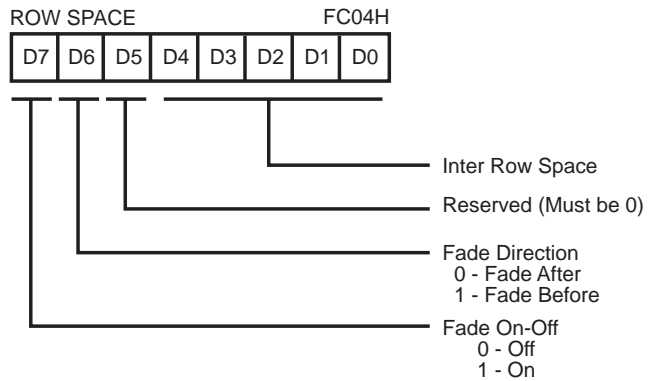 ROW SPACE FC04H
D7 D6 D5 D4 D3 D2 D1 D0
Inter Row Space
Reserved (Must be 0)
Fade Direction
0 - Fade After
1 - Fade Before
Fade On-Off
0 - Off
1 - On